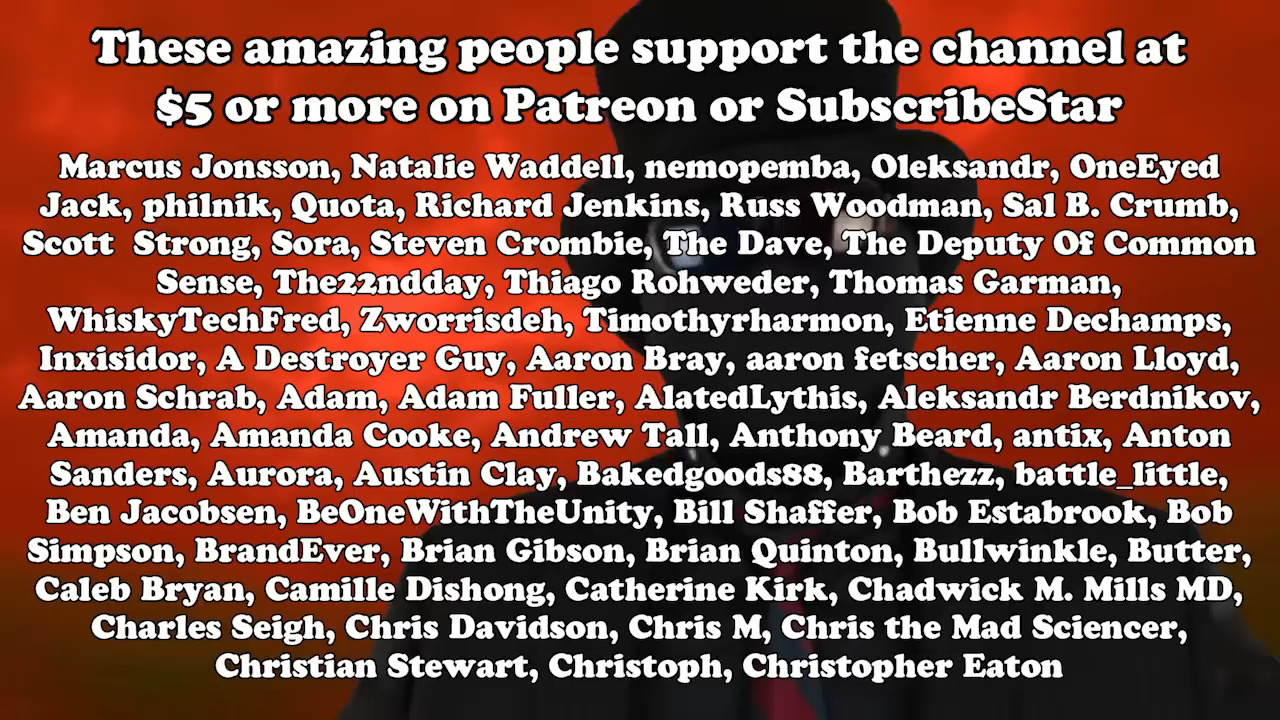 These amazing people support the channel at
$5 or more on Patreon or SubscribeStar
Marcus Jonsson, Natalie Waddell, nemopemba, Oleksandr, OneEyed
Jack, philnik, Quota, Richard Jenkins, Russ Woodman, Sal B. Crumb,
Scott  Strong, Sora, Steven Crombie, The Dave, The Deputy Of Common
Sense, The22ndday, Thiago Rohweder, Thomas Garman,
WhiskyTechFred, Zworrisdeh, Timothyrharmon, Etienne Dechamps,
Inxisidor, A Destroyer Guy, Aaron Bray, aaron fetscher, Aaron Lloyd,
Aaron Schrab, Adam, Adam Fuller, AlatedLythis, Aleksandr Berdnikov,
Amanda, Amanda Cooke, Andrew Tall, Anthony Beard, antix, Anton
Sanders, Aurora, Austin Clay, Bakedgoods88, Barthezz, battle_little,
Ben Jacobsen, BeOneWithTheUnity, Bill Shaffer, Bob Estabrook, Bob
Simpson, BrandEver, Brian Gibson, Brian Quinton, Bullwinkle, Butter,
Caleb Bryan, Camille Dishong, Catherine Kirk, Chadwick M. Mills MD,
Charles Seigh, Chris Davidson, Chris M, Chris the Mad Sciencer,
Christian Stewart, Christoph, Christopher Eaton